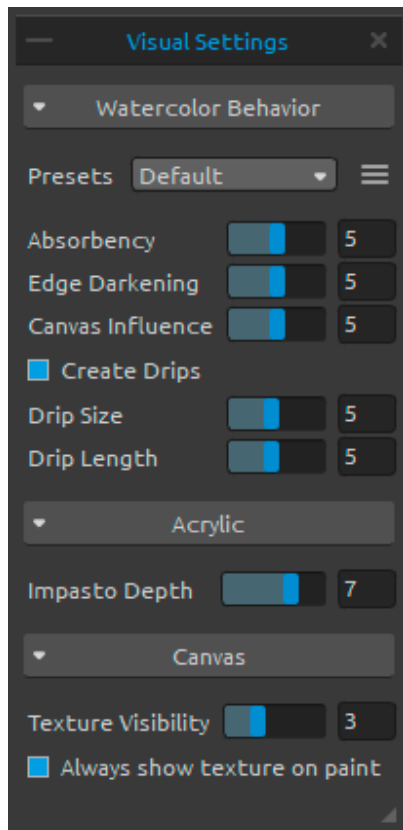 Visual Settings
Watercolor Behavior
Presets Default
Absorbency 5
Edge Darkening 5
Canvas Influence 5
Create Drips
Drip Size 5
Drip Length 5
Acrylic
Impasto Depth 7
Canvas
Texture Visibility 3
Always show texture on paint